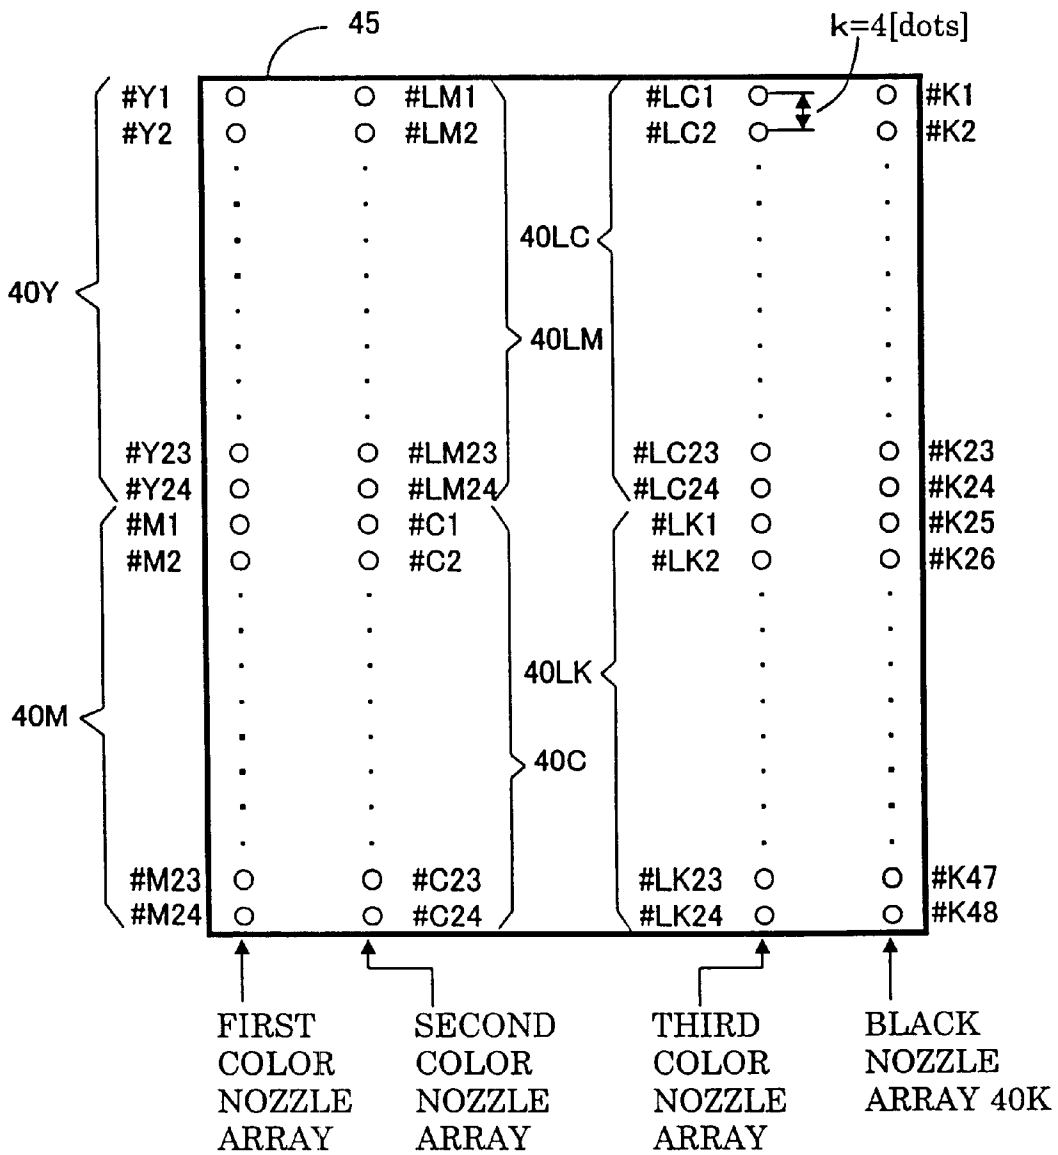 45
k=4[dots]
#Y1 #LM1 #LC1 #K1
#Y2 #LM2 #LC2 #K2
40LC
40Y
40LM
#Y23 #LM23 #LC23 #K23
#Y24 #LM24 #LC24 #K24
#M1 #C1 #LK1 #K25
#M2 #C2 #LK2 #K26
40LK
40M
40C
#M23 #C23 #LK23 #K47
#M24 #C24 #LK24 #K48
FIRST
COLOR
NOZZLE
ARRAY
SECOND
COLOR
NOZZLE
ARRAY
THIRD
COLOR
NOZZLE
ARRAY
BLACK
NOZZLE
ARRAY 40K